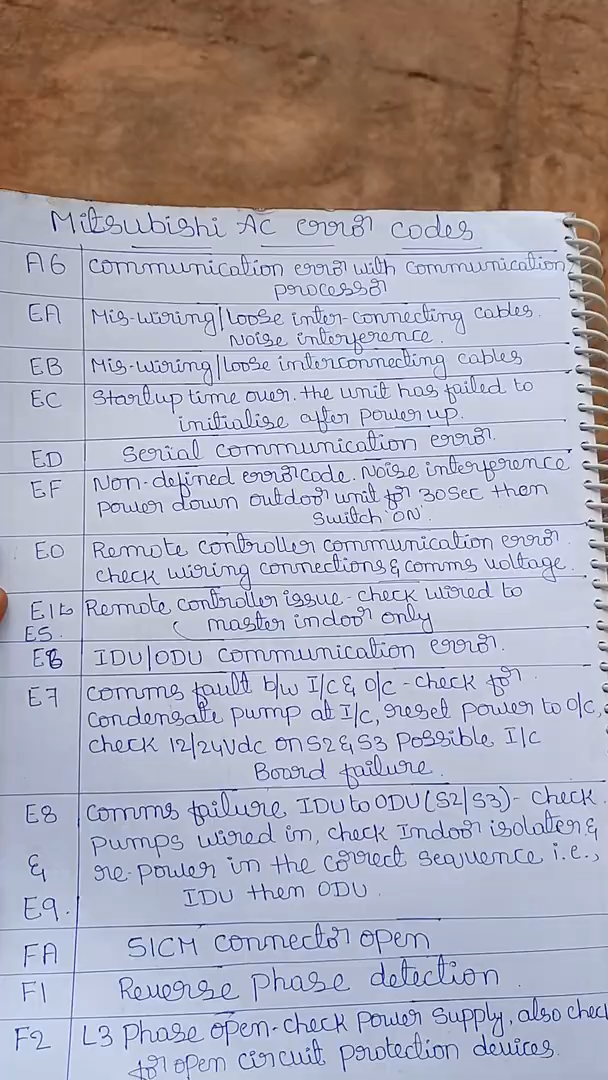 Mitsubishi AC error codes
A6 communication error with communication
processor
EA Mis-wiring/loose inter-connecting cables.
Noise interference.
EB Mis-wiring/loose interconnecting cables
EC Startup time over. the unit has failed to
initialise after power up.
ED Serial communication error.
EF Non-defined error code. Noise interference
power down outdoor unit for 30sec then
switch 'ON'.
E0 Remote controller communication error.
check wiring connections & comms voltage.
E1 to Remote controller issue-check wired to
E5. master indoor only
E6 IDU/ODU communication error.
E7 Comms fault b/w I/C & O/C - check for
condensate pump at I/C, reset power to O/C,
check 12/24Vdc on S2 & S3 possible I/C
Board failure.
E8 Comms failure IDU to ODU (S2/S3) - check
pumps wired in, check Indoor isolater &
& re-power in the correct sequence i.e.,
E9. IDU then ODU.
FA SICM connector open
F1 Reverse phase detection.
F2 L3 phase open-check power supply, also check
for open circuit protection devices.